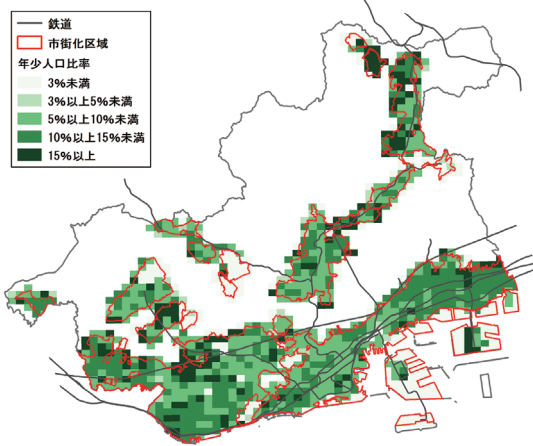 鉄道
市街化区域
年少人口比率
3%未満
3%以上5%未満
5%以上10%未満
10%以上15%未満
15%以上